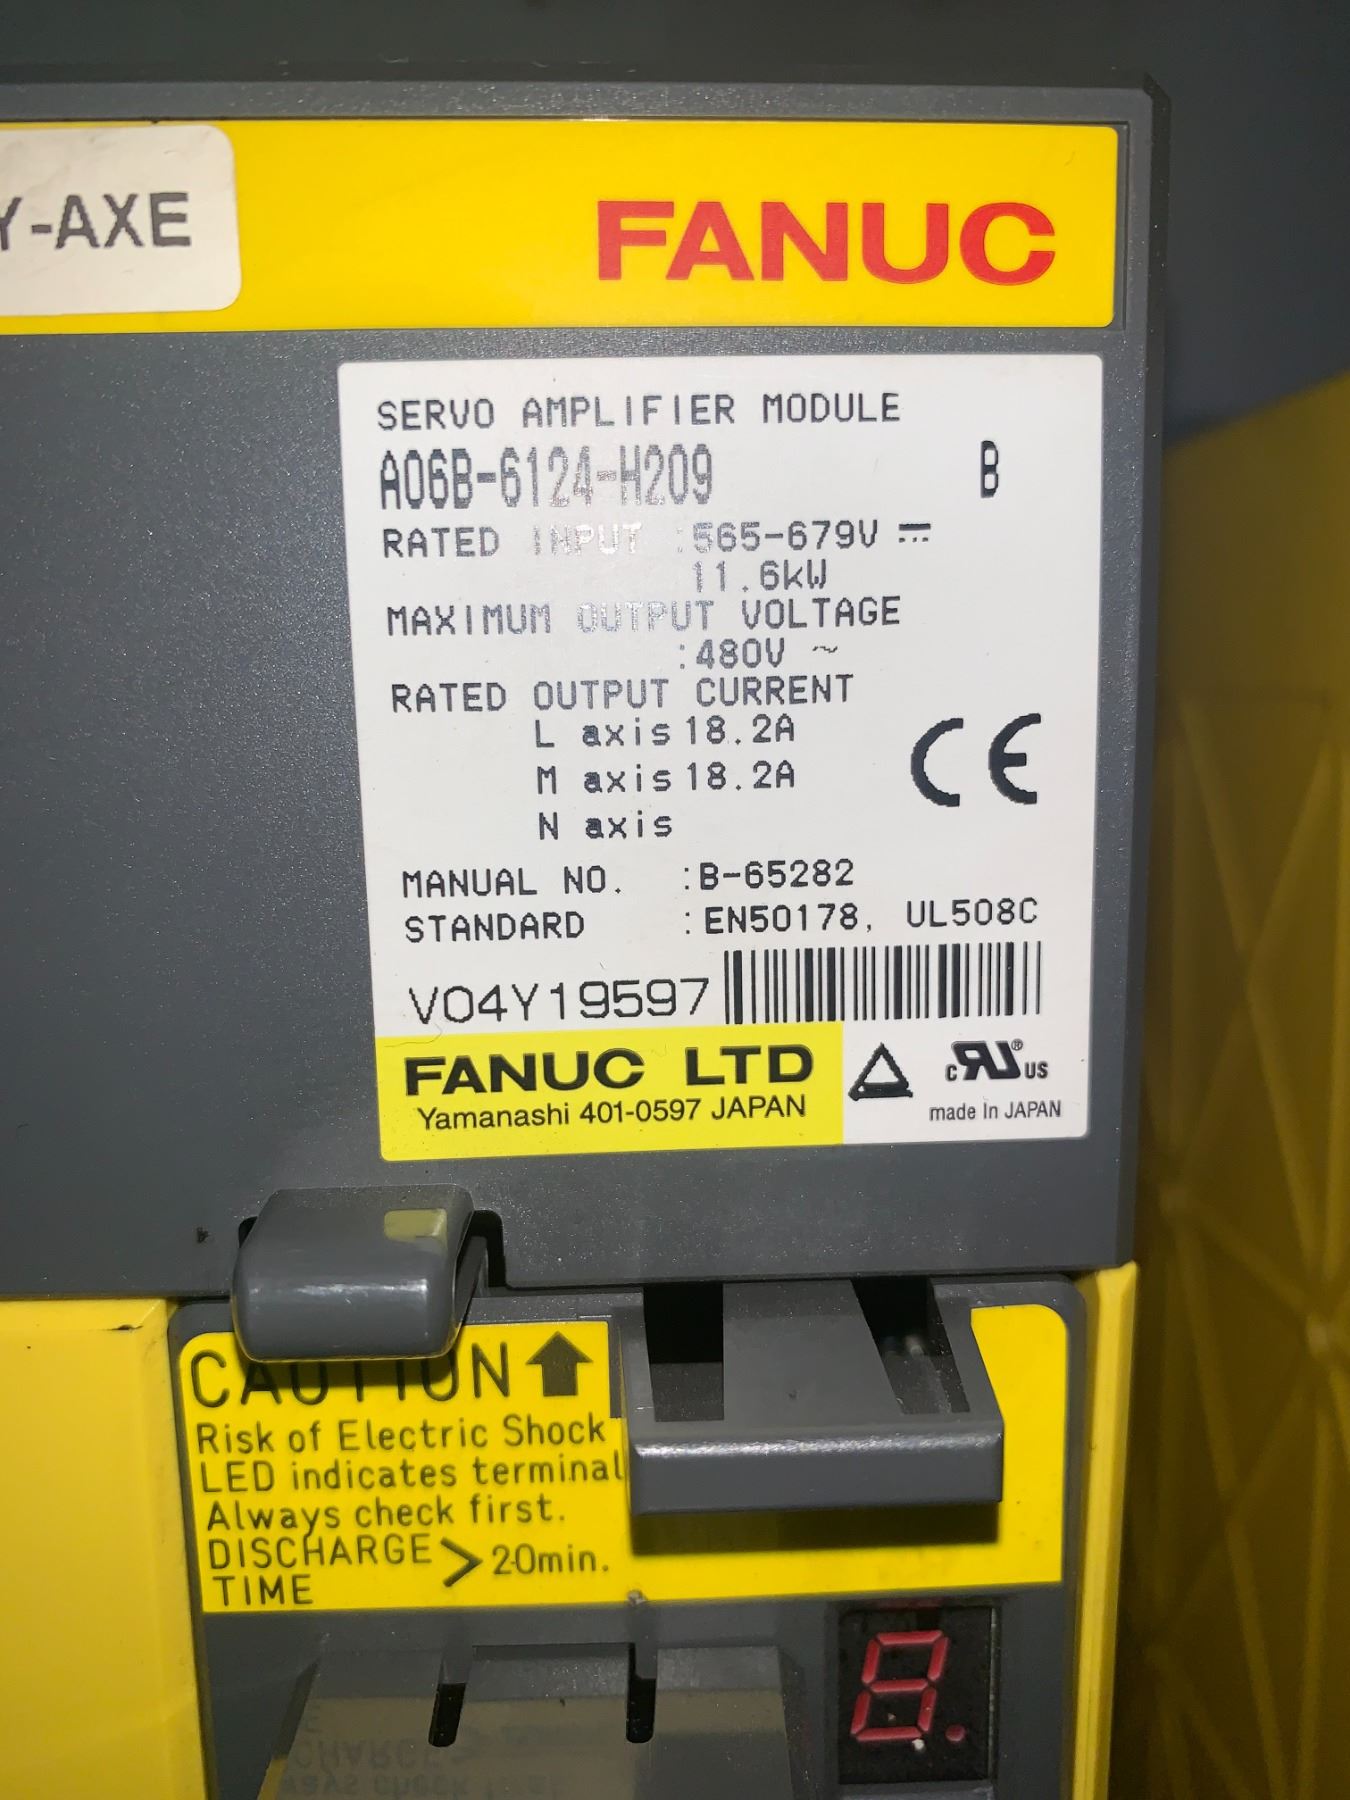 Y-AXE
FANUC
SERVO AMPLIFIER MODULE
A06B-6124-H209 B
RATED INPUT :565-679V ⎓
11.6kW
MAXIMUM OUTPUT VOLTAGE
:480V ~
RATED OUTPUT CURRENT
L axis 18.2A
M axis 18.2A
N axis
CE
MANUAL NO. :B-65282
STANDARD :EN50178, UL508C
V04Y19597
FANUC LTD
Yamanashi 401-0597 JAPAN
c RU ® US
made In JAPAN
CAUTION
Risk of Electric Shock
LED indicates terminal
Always check first.
DISCHARGE TIME > 20min.
8.